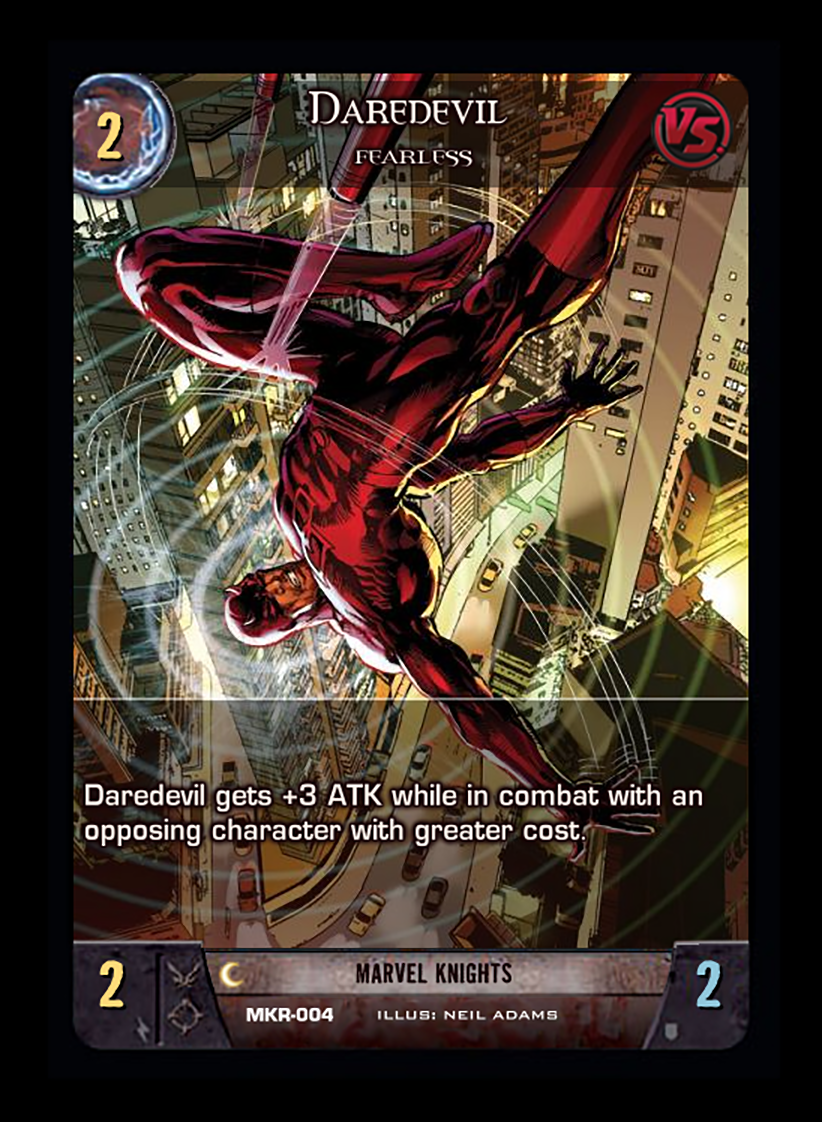 2
DAREDEVIL
VS.
FEARLESS
Daredevil gets +3 ATK while in combat with an
opposing character with greater cost.
2
MARVEL KNIGHTS
2
MKR-004 ILLUS: NEIL ADAMS